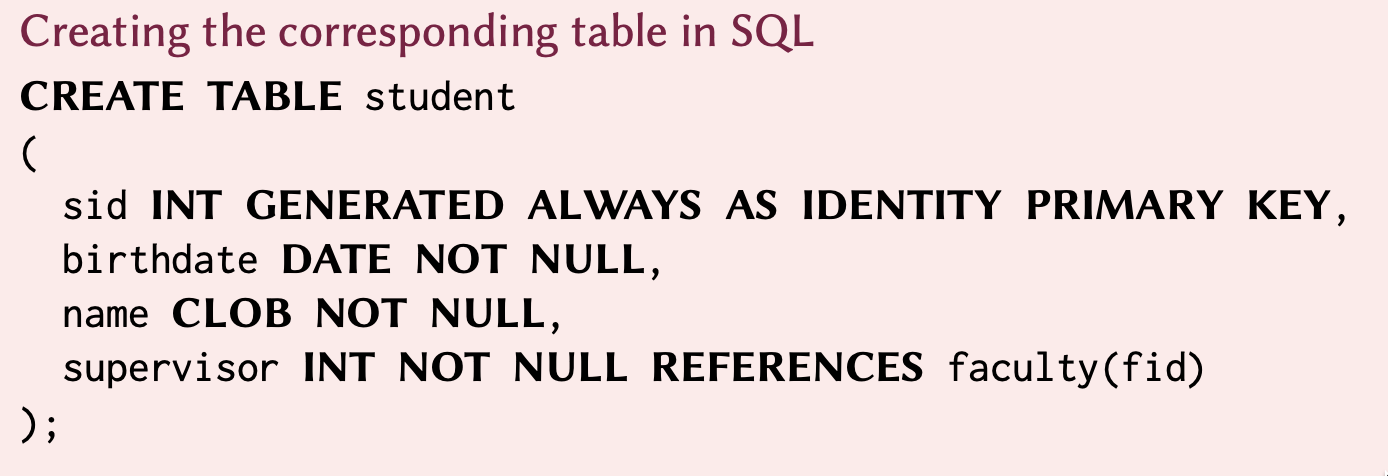 Creating the corresponding table in SQL
CREATE TABLE student
(
sid INT GENERATED ALWAYS AS IDENTITY PRIMARY KEY,
birthdate DATE NOT NULL,
name CLOB NOT NULL,
supervisor INT NOT NULL REFERENCES faculty(fid)
);